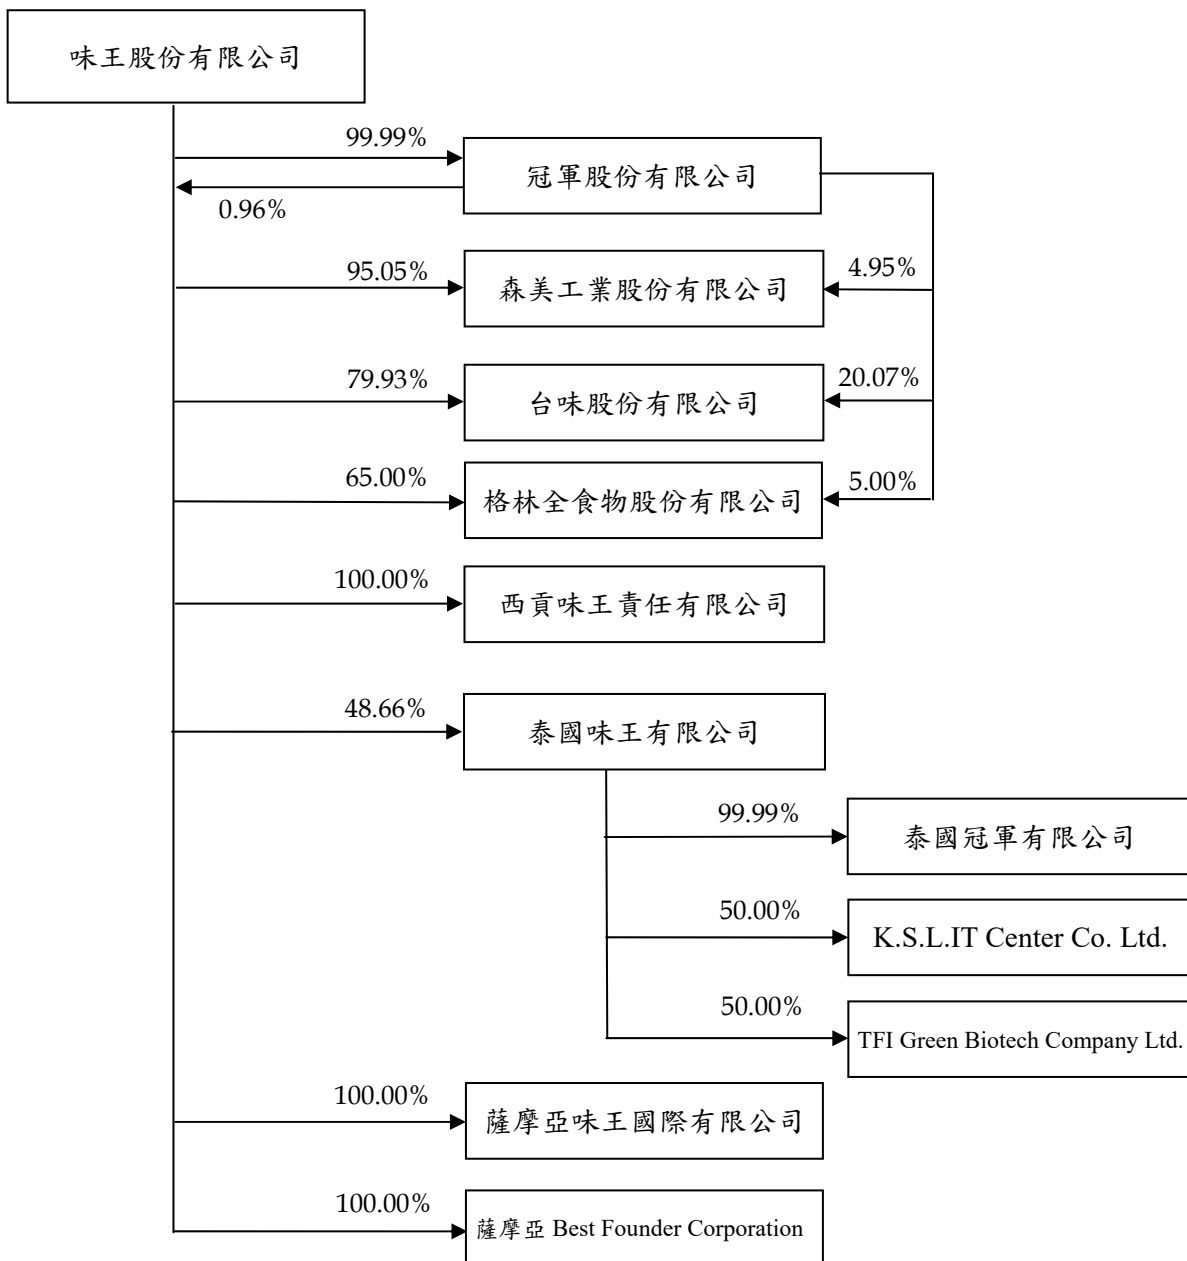 味王股份有限公司
99.99%
冠軍股份有限公司
0.96%
95.05%
森美工業股份有限公司
4.95%
79.93%
台味股份有限公司
20.07%
65.00%
格林全食物股份有限公司
5.00%
100.00%
西貢味王責任有限公司
48.66%
泰國味王有限公司
99.99%
泰國冠軍有限公司
50.00%
K.S.L.IT Center Co. Ltd.
50.00%
TFI Green Biotech Company Ltd.
100.00%
薩摩亞味王國際有限公司
100.00%
薩摩亞 Best Founder Corporation